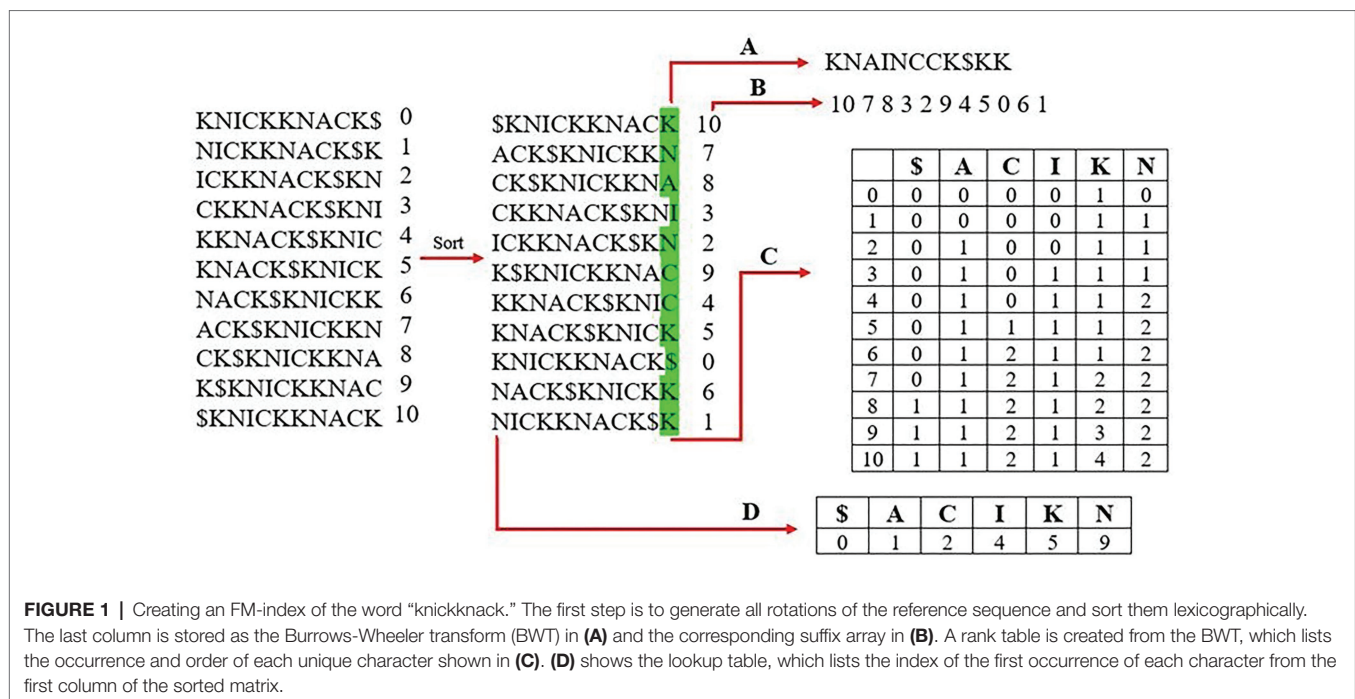 A
KNAINCCK$KK
B
10 7 8 3 2 9 4 5 0 6 1
KNICKKNACK$ 0
NICKKNACK$K 1
ICKKNACK$KN 2
CKKNACK$KNI 3
KKNACK$KNIC 4
KNACK$KNICK 5
NACK$KNICKK 6
ACK$KNICKKN 7
CK$KNICKKNA 8
K$KNICKKNAC 9
$KNICKKNACK 10
Sort
$KNICKKNACK 10
ACK$KNICKKN 7
CK$KNICKKNA 8
CKKNACK$KNI 3
ICKKNACK$KN 2
K$KNICKKNAC 9
KKNACK$KNIC 4
KNACK$KNICK 5
KNICKKNACK$ 0
NACK$KNICKK 6
NICKKNACK$K 1
C
$ A C I K N
0 0 0 0 0 1 0
1 0 0 0 0 1 1
2 0 1 0 0 1 1
3 0 1 0 1 1 1
4 0 1 0 1 1 2
5 0 1 1 1 1 2
6 0 1 2 1 1 2
7 0 1 2 1 2 2
8 1 1 2 1 2 2
9 1 1 2 1 3 2
10 1 1 2 1 4 2
D
$ A C I K N
0 1 2 4 5 9
FIGURE 1 | Creating an FM-index of the word “knickknack.” The first step is to generate all rotations of the reference sequence and sort them lexicographically.
The last column is stored as the Burrows-Wheeler transform (BWT) in (A) and the corresponding suffix array in (B). A rank table is created from the BWT, which lists
the occurrence and order of each unique character shown in (C). (D) shows the lookup table, which lists the index of the first occurrence of each character from the
first column of the sorted matrix.